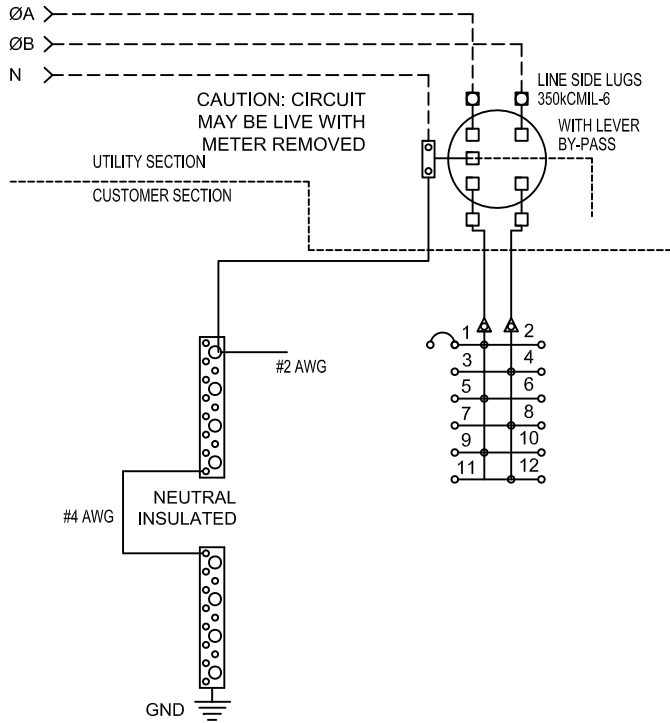 ØA
ØB
N
LINE SIDE LUGS
350kCMIL-6
WITH LEVER
BY-PASS
CAUTION: CIRCUIT
MAY BE LIVE WITH
METER REMOVED
UTILITY SECTION
CUSTOMER SECTION
1 2
3 4
5 6
7 8
9 10
11 12
#2 AWG
#4 AWG
NEUTRAL
INSULATED
GND